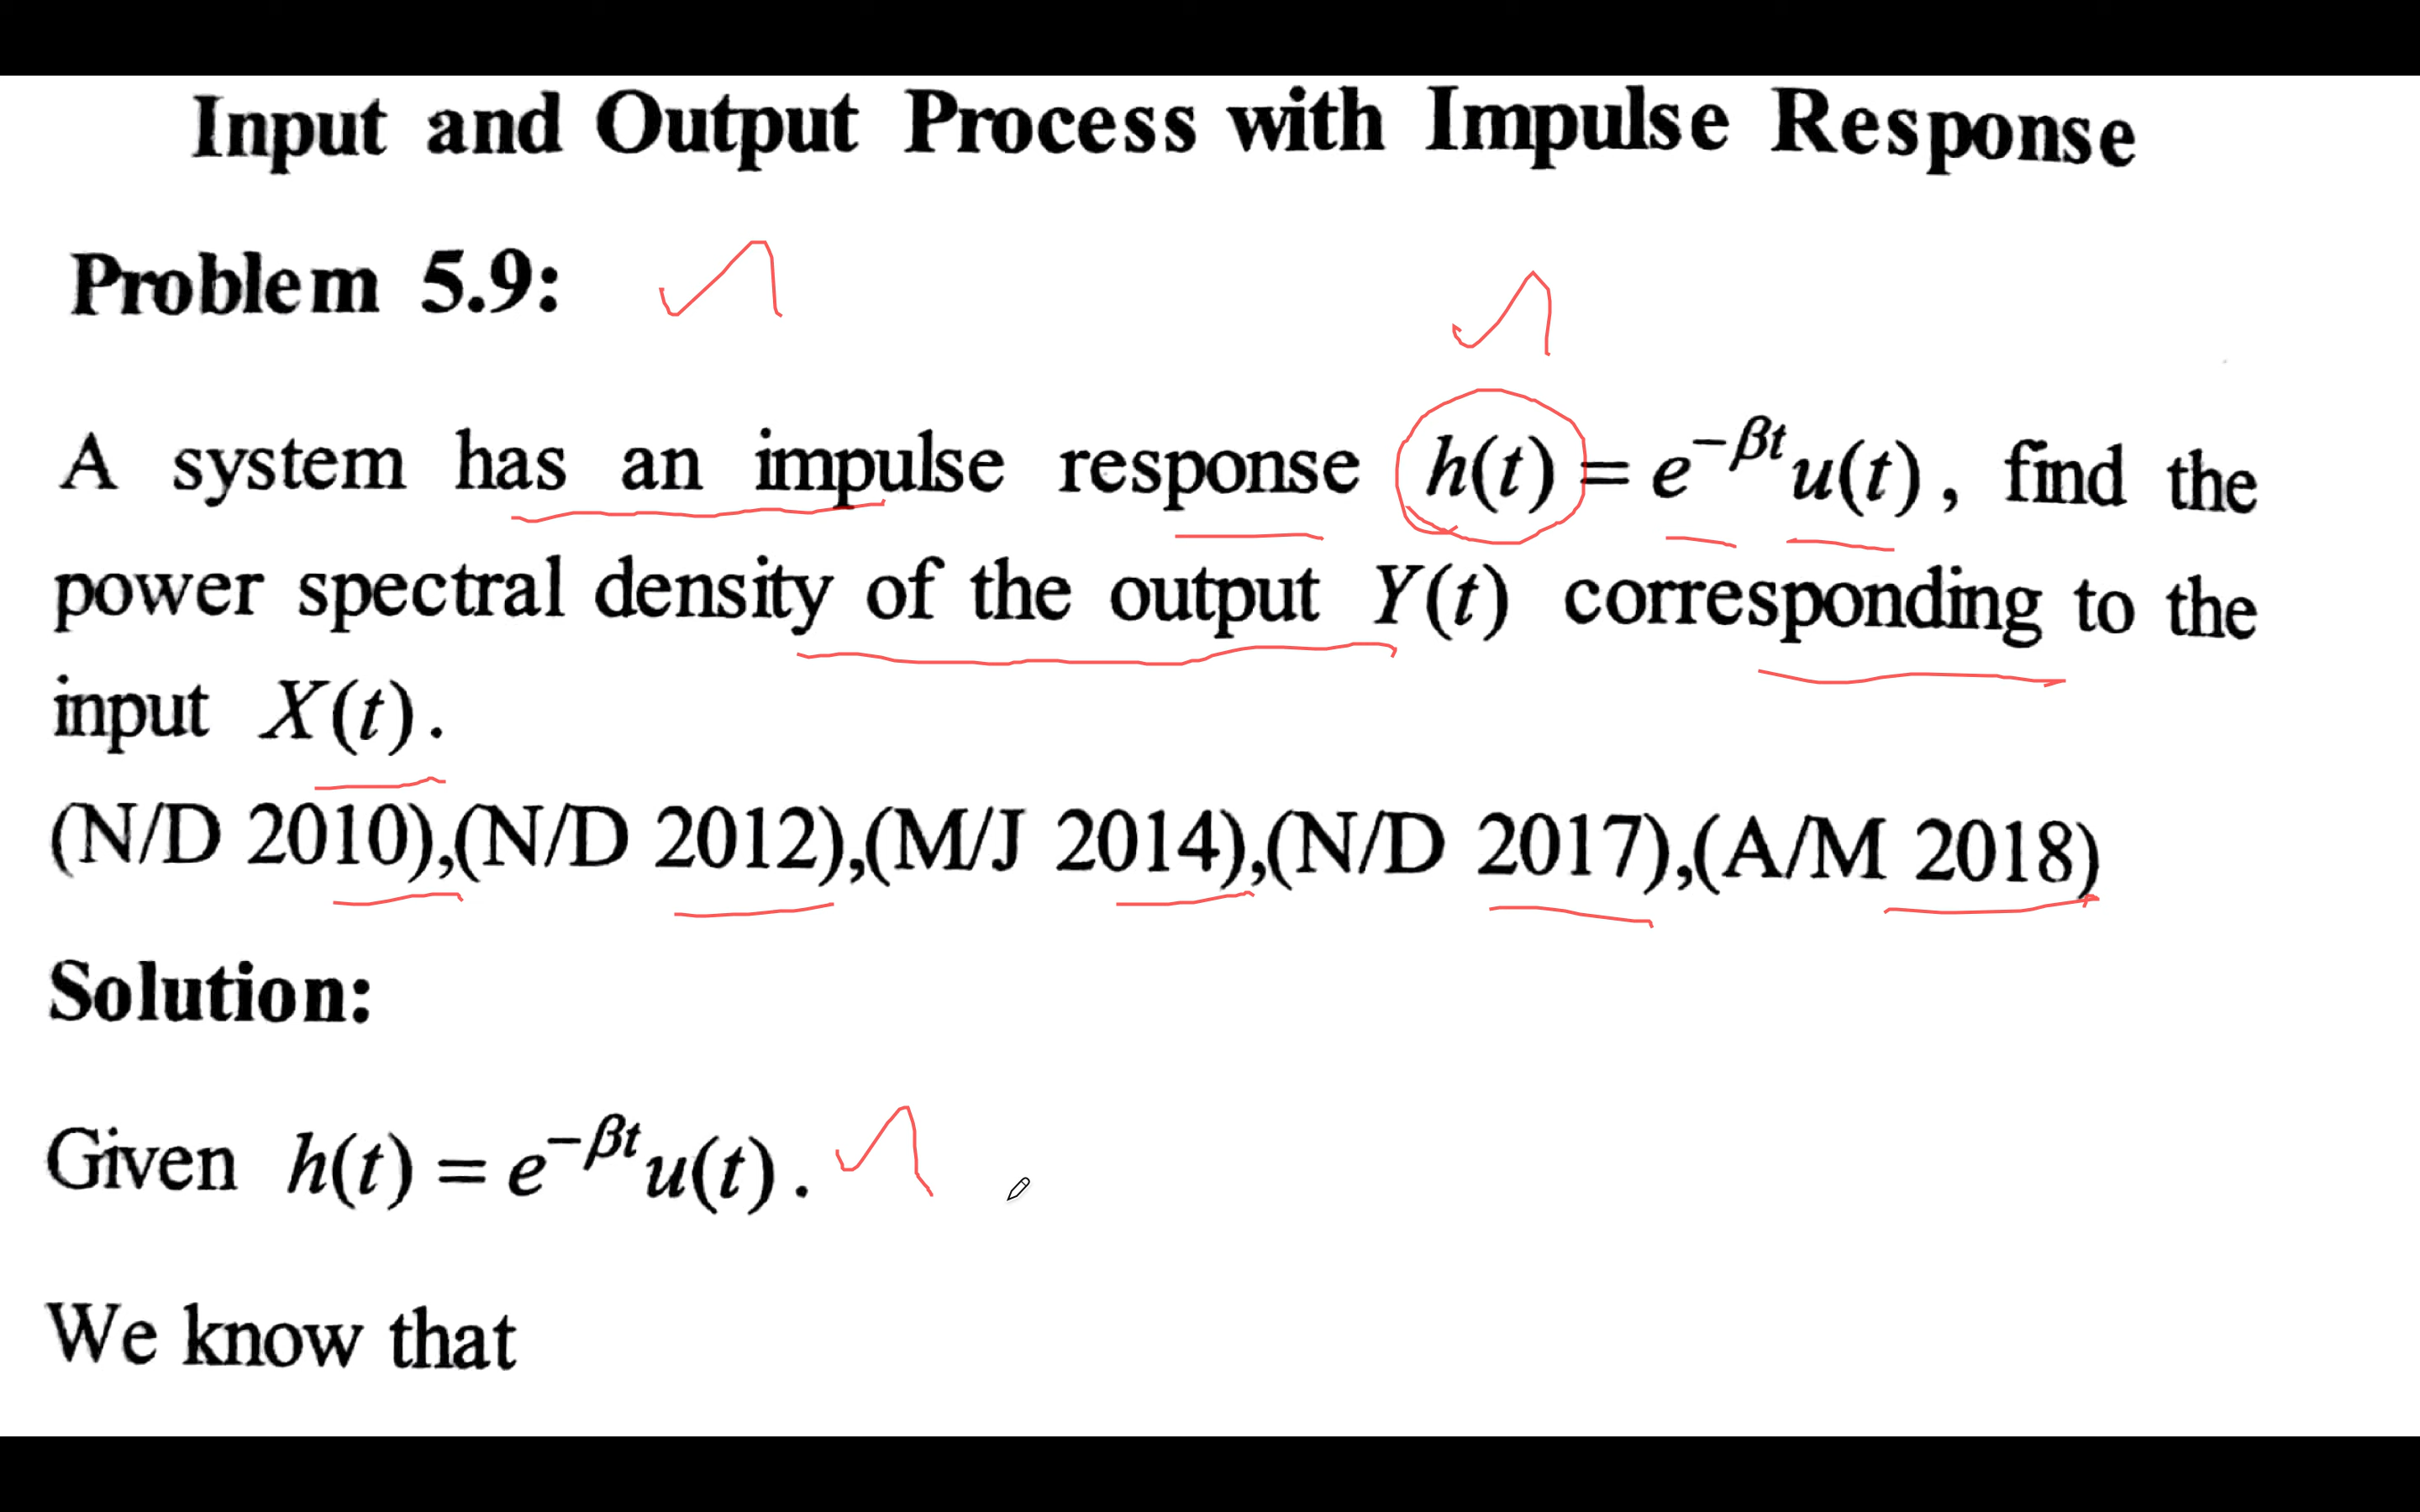 Input and Output Process with Impulse Response
Problem 5.9:
A system has an impulse response h(t) = e^{-βt}u(t), find the
power spectral density of the output Y(t) corresponding to the
input X(t).
(N/D 2010),(N/D 2012),(M/J 2014),(N/D 2017),(A/M 2018)
Solution:
Given h(t) = e^{-βt}u(t).
We know that